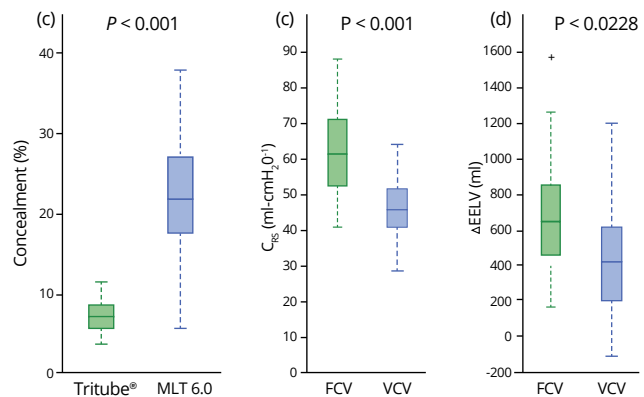 (c)
P < 0.001
Concealment (%)
40
30
20
10
0
Tritube®
MLT 6.0
(c)
P < 0.001
C_RS (ml-cmH₂0⁻¹)
90
80
70
60
50
40
30
20
10
0
FCV
VCV
(d)
P < 0.0228
ΔEELV (ml)
1600
1400
1200
1000
800
600
400
200
0
-200
FCV
VCV